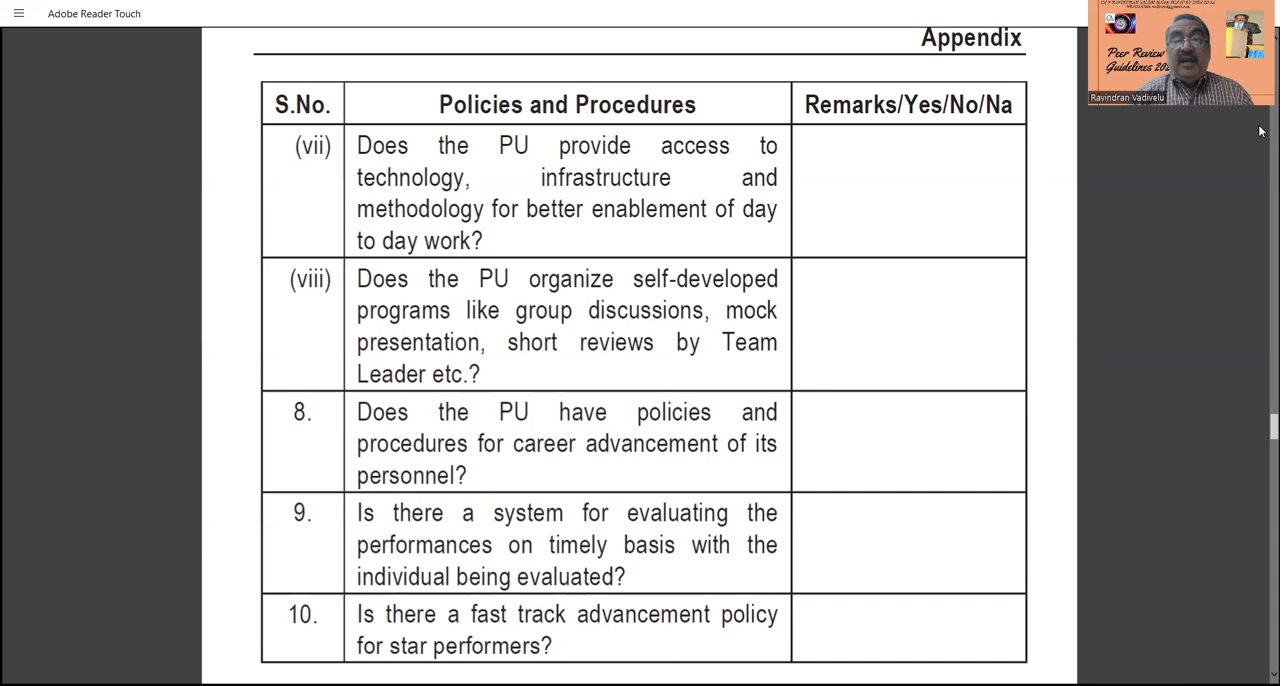 Adobe Reader Touch
Appendix
S.No. Policies and Procedures Remarks/Yes/No/Na
(vii) Does the PU provide access to
technology, infrastructure and
methodology for better enablement of day
to day work?
(viii) Does the PU organize self-developed
programs like group discussions, mock
presentation, short reviews by Team
Leader etc.?
8. Does the PU have policies and
procedures for career advancement of its
personnel?
9. Is there a system for evaluating the
performances on timely basis with the
individual being evaluated?
10. Is there a fast track advancement policy
for star performers?
Peer Review
Guidelines
Ravindran Vadivelu